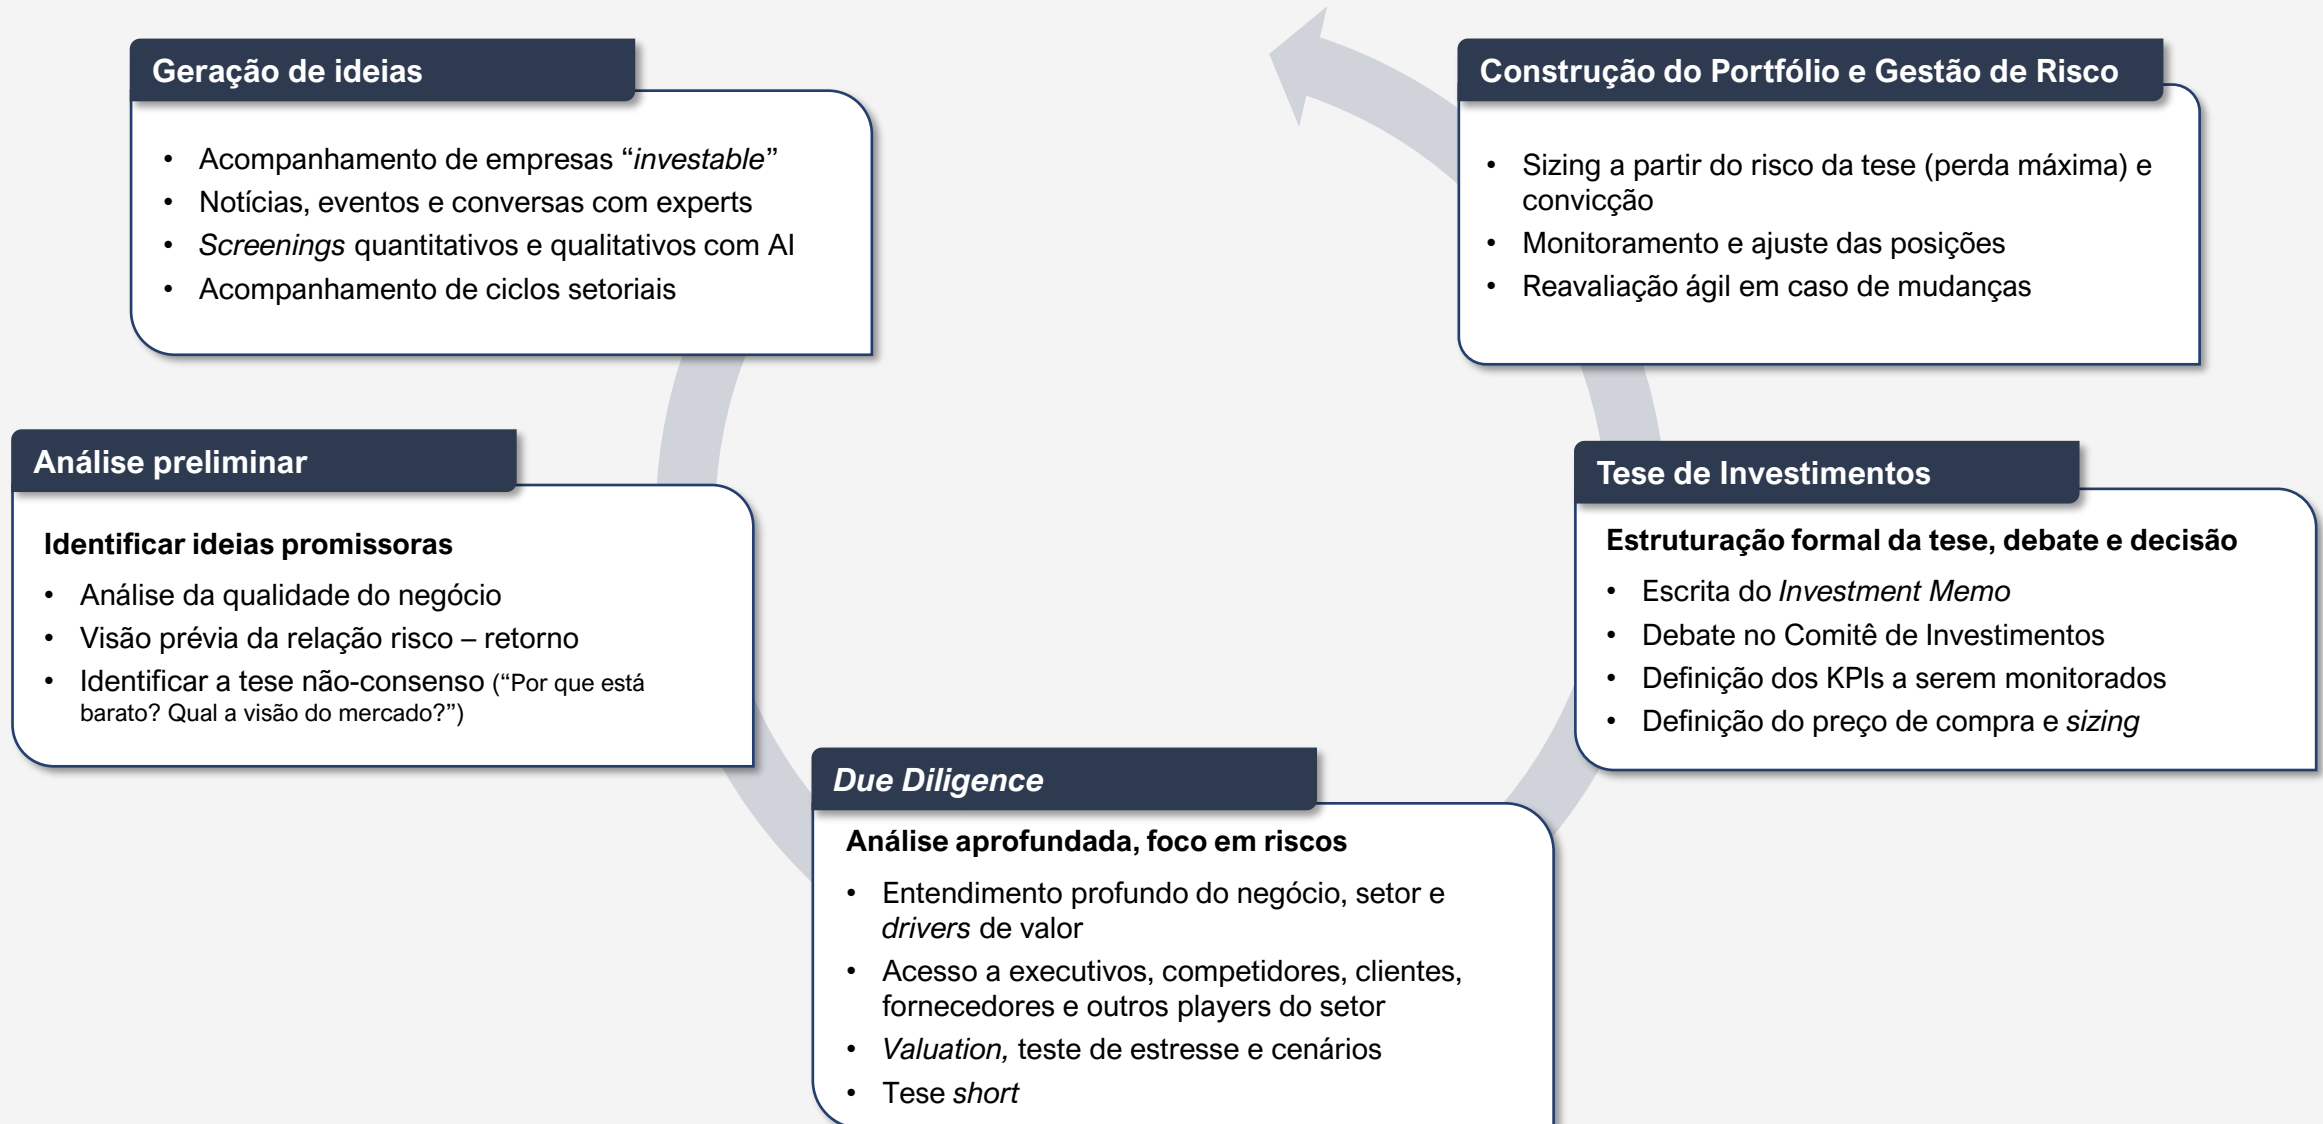 Geração de ideias
• Acompanhamento de empresas “investable”
• Notícias, eventos e conversas com experts
• Screenings quantitativos e qualitativos com AI
• Acompanhamento de ciclos setoriais
Análise preliminar
Identificar ideias promissoras
• Análise da qualidade do negócio
• Visão prévia da relação risco – retorno
• Identificar a tese não-consenso (“Por que está
barato? Qual a visão do mercado?”)
Due Diligence
Análise aprofundada, foco em riscos
• Entendimento profundo do negócio, setor e
drivers de valor
• Acesso a executivos, competidores, clientes,
fornecedores e outros players do setor
• Valuation, teste de estresse e cenários
• Tese short
Tese de Investimentos
Estruturação formal da tese, debate e decisão
• Escrita do Investment Memo
• Debate no Comitê de Investimentos
• Definição dos KPIs a serem monitorados
• Definição do preço de compra e sizing
Construção do Portfólio e Gestão de Risco
• Sizing a partir do risco da tese (perda máxima) e
convicção
• Monitoramento e ajuste das posições
• Reavaliação ágil em caso de mudanças